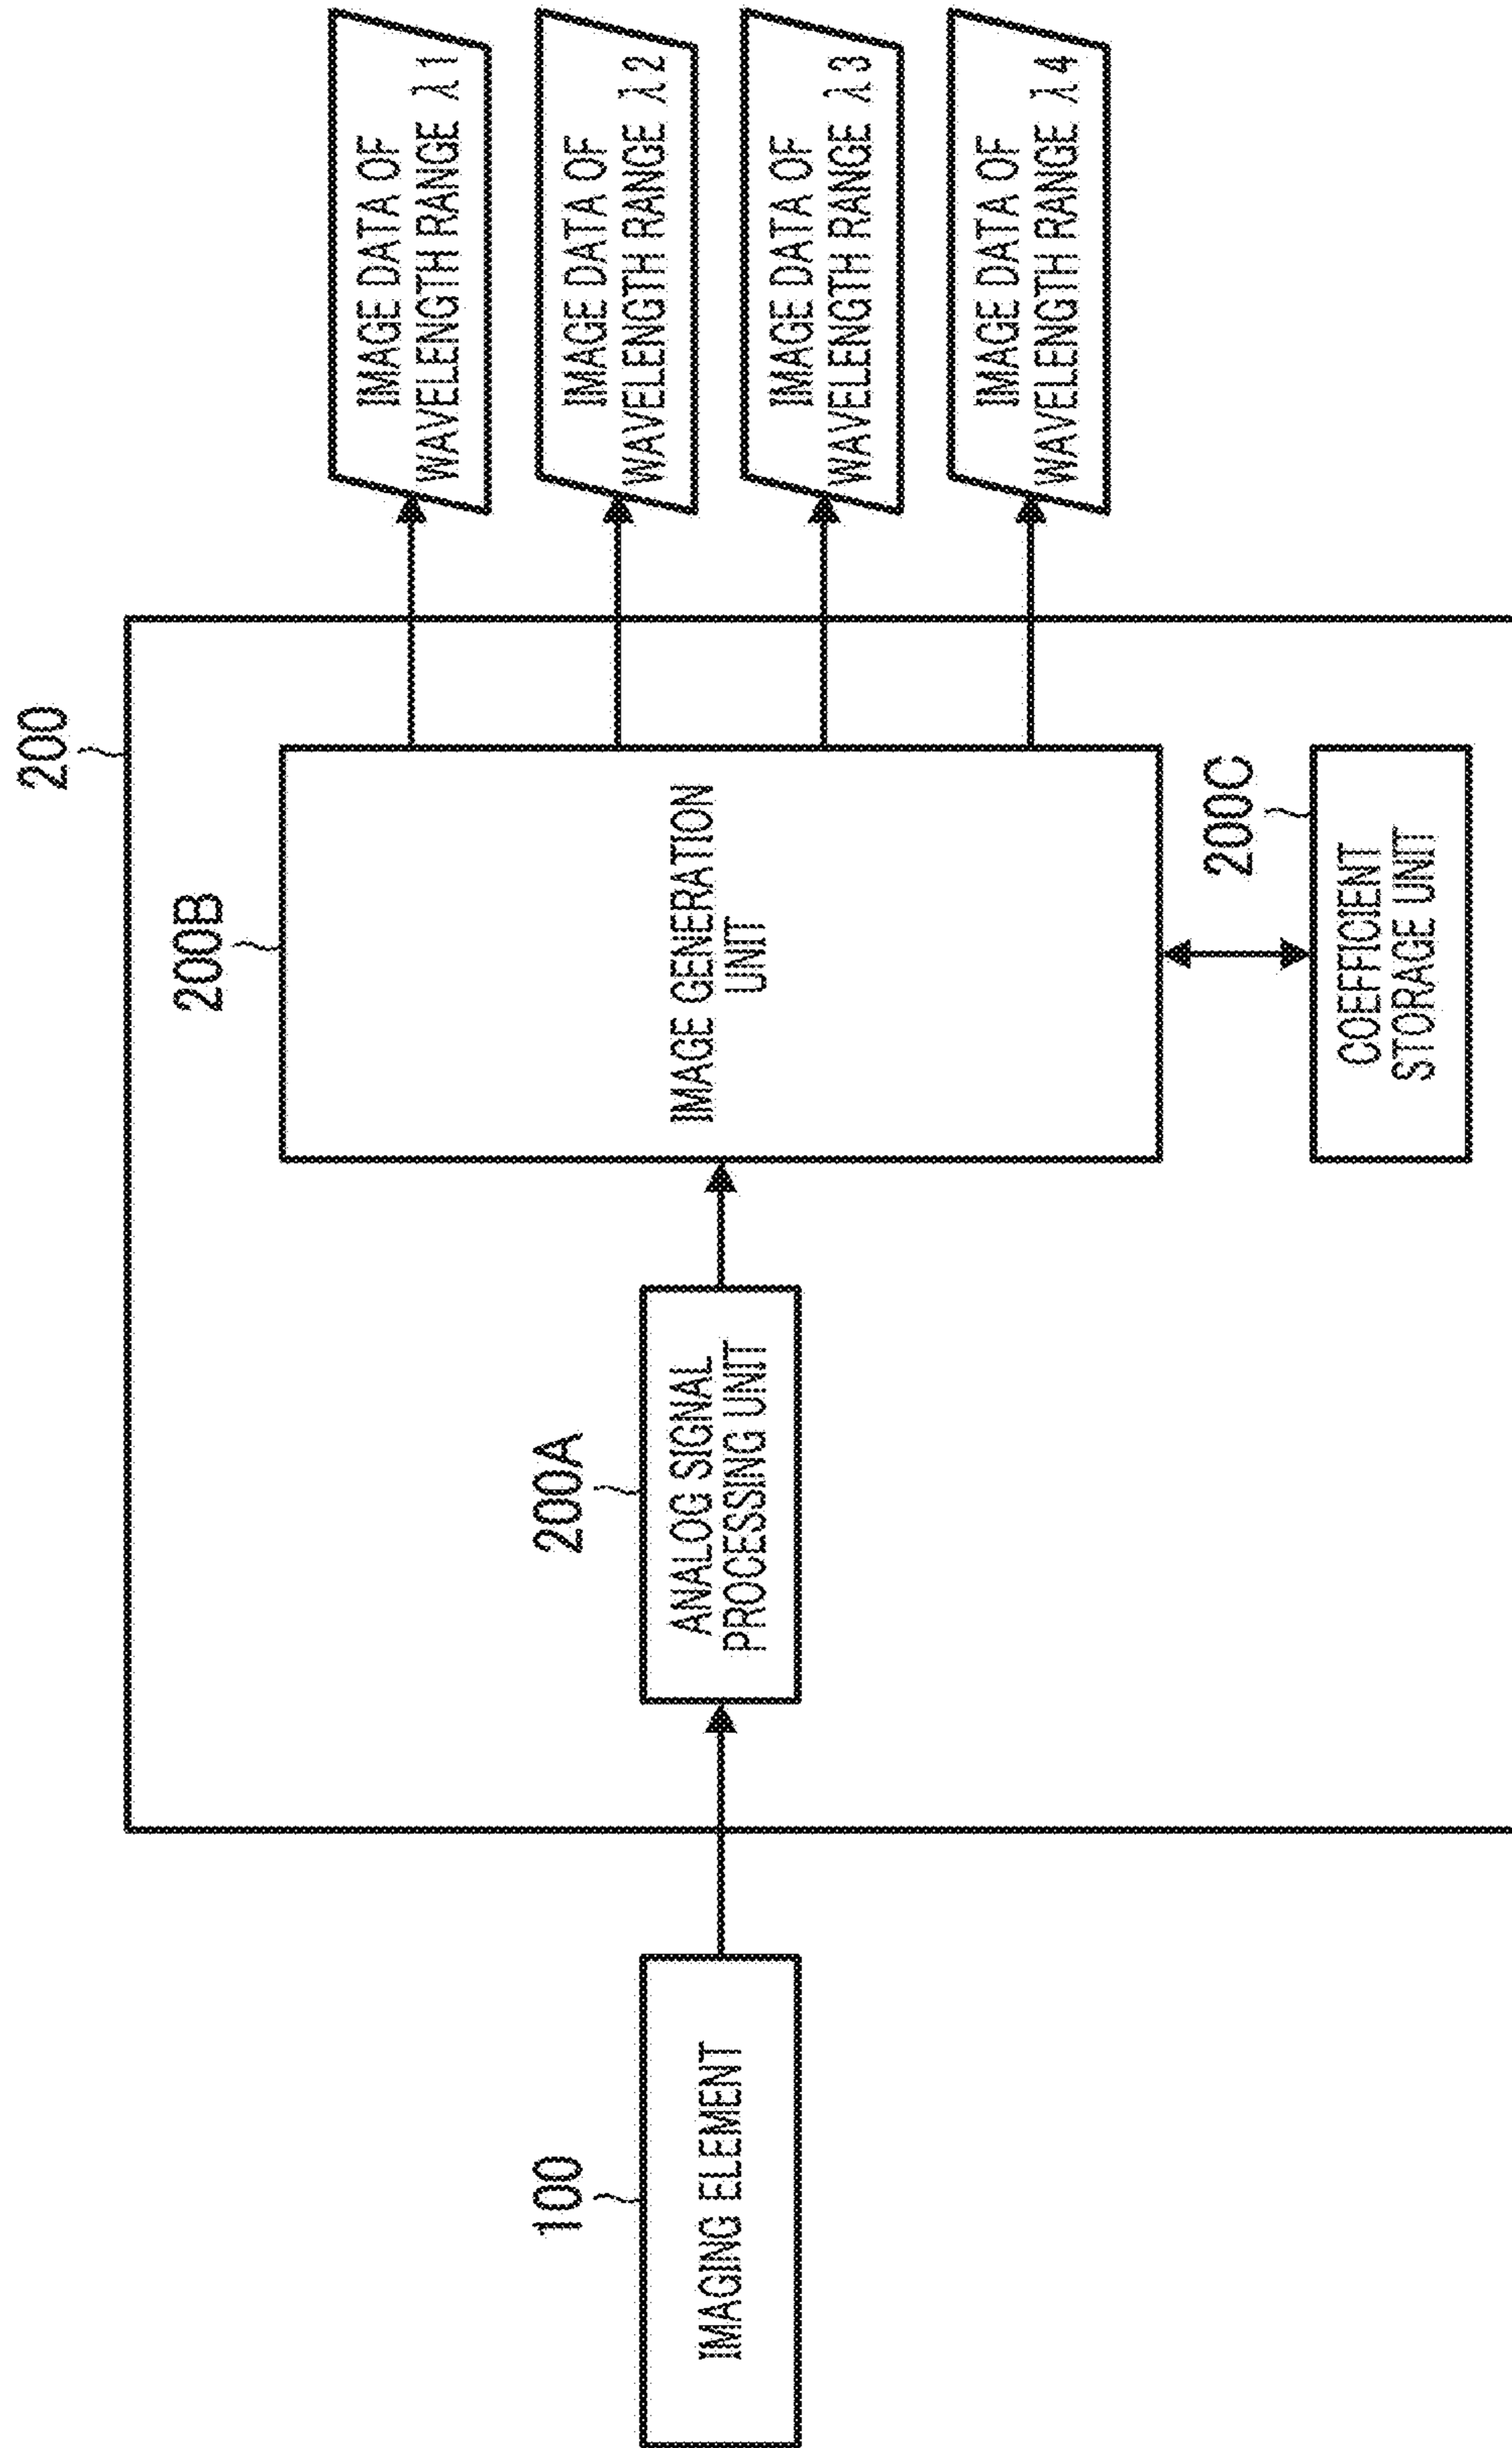 200
100
IMAGING ELEMENT
200A
ANALOG SIGNAL
PROCESSING UNIT
200B
IMAGE GENERATION
UNIT
200C
COEFFICIENT
STORAGE UNIT
IMAGE DATA OF
WAVELENGTH RANGE λ1
IMAGE DATA OF
WAVELENGTH RANGE λ2
IMAGE DATA OF
WAVELENGTH RANGE λ3
IMAGE DATA OF
WAVELENGTH RANGE λ4